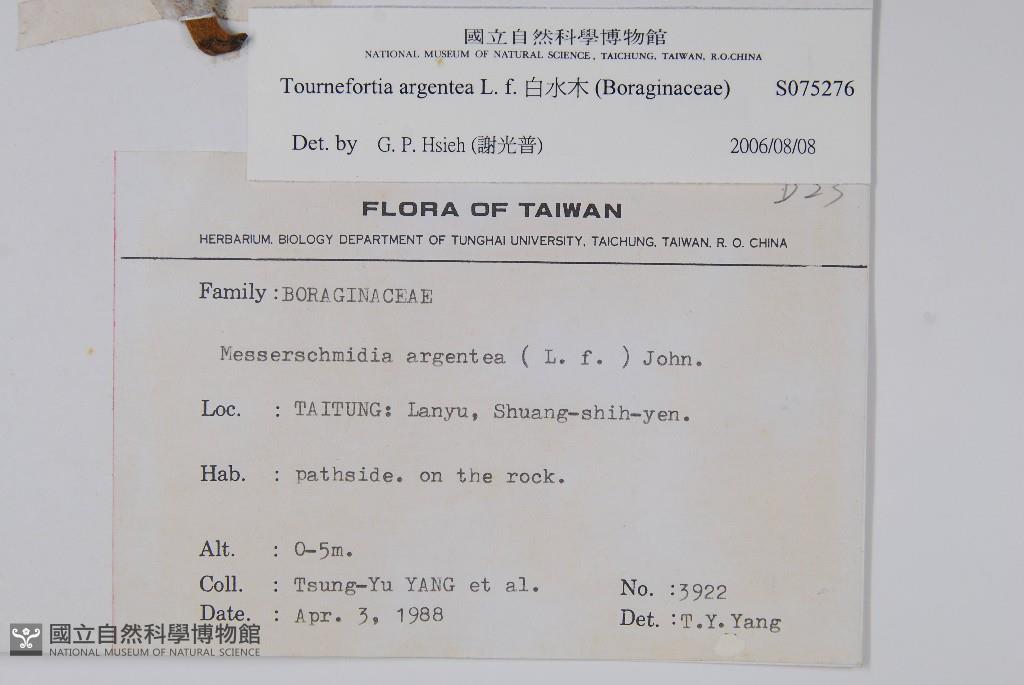 國立自然科學博物館
NATIONAL MUSEUM OF NATURAL SCIENCE, TAICHUNG, TAIWAN, R.O.CHINA
Tournefortia argentea L. f. 白水木 (Boraginaceae) S075276
Det. by G. P. Hsieh (謝光普) 2006/08/08
D23
FLORA OF TAIWAN
HERBARIUM. BIOLOGY DEPARTMENT OF TUNGHAI UNIVERSITY, TAICHUNG, TAIWAN, R. O. CHINA
Family : BORAGINACEAE
Messerschmidia argentea ( L. f. ) John.
Loc. : TAITUNG: Lanyu, Shuang-shih-yen.
Hab. : pathside. on the rock.
Alt. : 0-5m.
Coll. : Tsung-Yu YANG et al. No. :3922
Date. : Apr. 3, 1988 Det. :T.Y.Yang
國立自然科學博物館
NATIONAL MUSEUM OF NATURAL SCIENCE